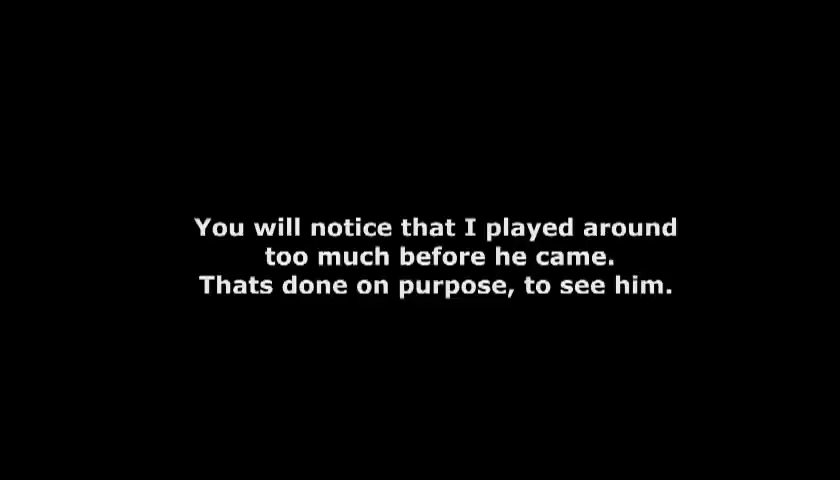 You will notice that I played around
too much before he came.
Thats done on purpose, to see him.